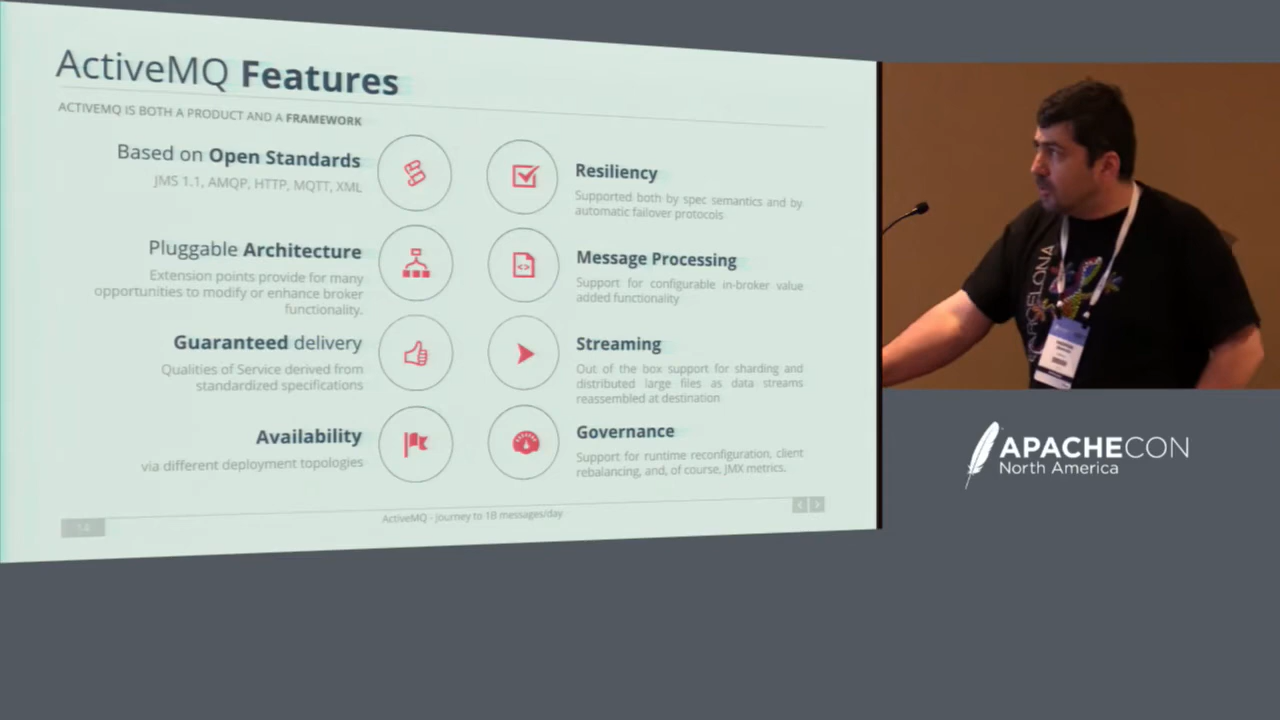 ActiveMQ Features
ACTIVEMQ IS BOTH A PRODUCT AND A FRAMEWORK
Based on Open Standards
JMS 1.1, AMQP, HTTP, MQTT, XML
Pluggable Architecture
Extension points provide for many
opportunities to modify or enhance broker
functionality.
Guaranteed delivery
Qualities of Service derived from
standardized specifications
Availability
via different deployment topologies
Resiliency
Supported both by spec semantics and by
automatic failover protocols
Message Processing
Support for configurable in-broker value
added functionality
Streaming
Out of the box support for sharding and
distributed large files as data streams
reassembled at destination
Governance
Support for runtime reconfiguration, client
rebalancing, and, of course, JMX metrics.
14
ActiveMQ - Journey to 1B messages/day
BARCELONA
APACHECON
North America